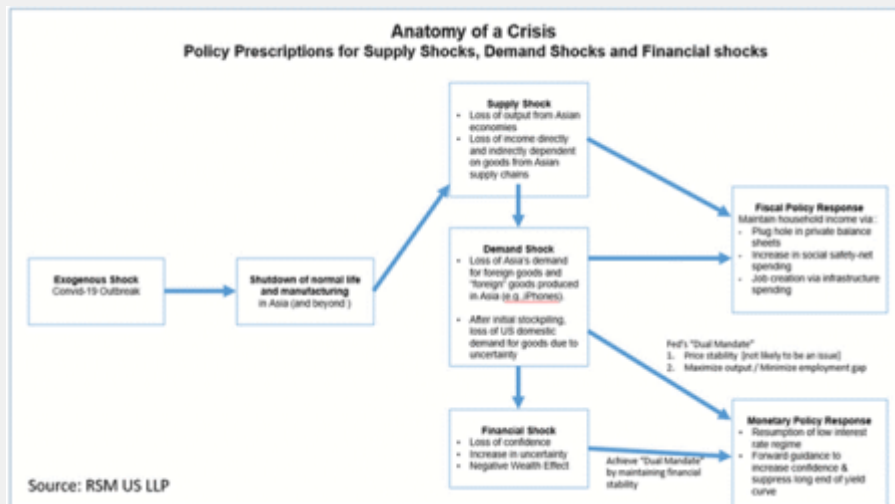 Anatomy of a Crisis
Policy Prescriptions for Supply Shocks, Demand Shocks and Financial shocks
Exogenous Shock
Convid-19 Outbreak
Shutdown of normal life
and manufacturing
in Asia (and beyond )
Supply Shock
• Loss of output from Asian
economies
• Loss of income directly
and indirectly dependent
on goods from Asian
supply chains
Demand Shock
• Loss of Asia's demand
for foreign goods and
"foreign" goods produced
in Asia (e.g.,iPhones).
• After initial stockpiling,
loss of US domestic
demand for goods due to
uncertainty
Financial Shock
• Loss of confidence
• Increase in uncertainty
• Negative Wealth Effect
Fiscal Policy Response
Maintain household income via:
- Plug hole in private balance
sheets
- Increase in social safety-net
spending
- Job creation via infrastructure
spending
Fed's "Dual Mandate"
1. Price stability [not likely to be an issue]
2. Maximize output / Minimize employment gap
Achieve "Dual Mandate"
by maintaining financial
stability
Monetary Policy Response
• Resumption of low interest
rate regime
• Forward guidance to
increase confidence &
suppress long end of yield
curve
Source: RSM US LLP